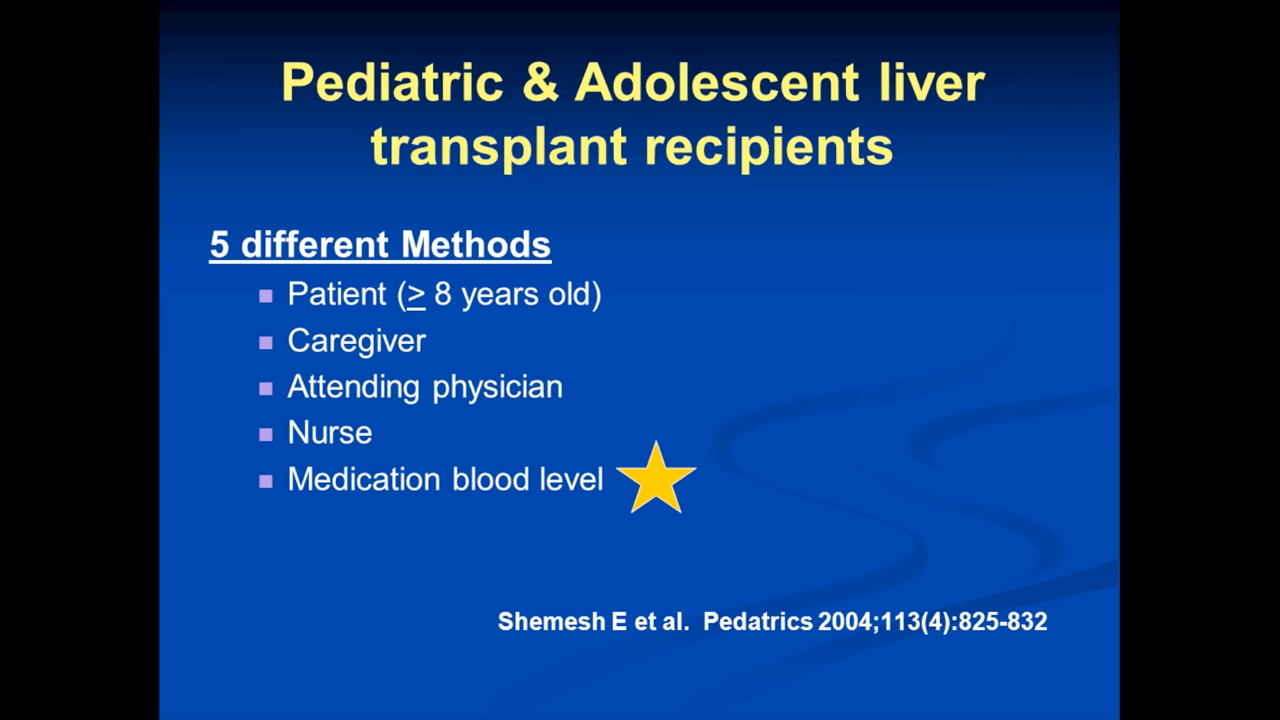 Pediatric & Adolescent liver
transplant recipients
5 different Methods
Patient (≥ 8 years old)
Caregiver
Attending physician
Nurse
Medication blood level
Shemesh E et al. Pedatrics 2004;113(4):825-832